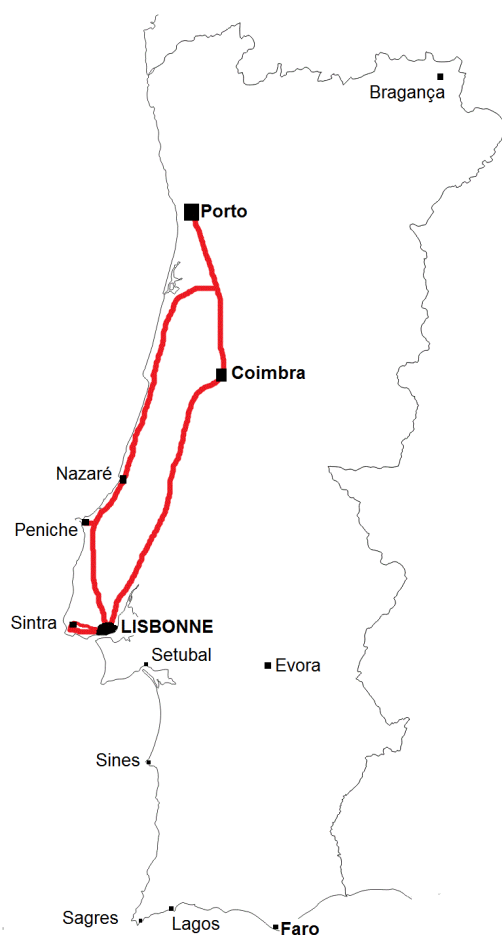 Bragança
Porto
Coimbra
Nazaré
Peniche
Sintra
LISBONNE
Setubal
Evora
Sines
Sagres
Lagos
Faro